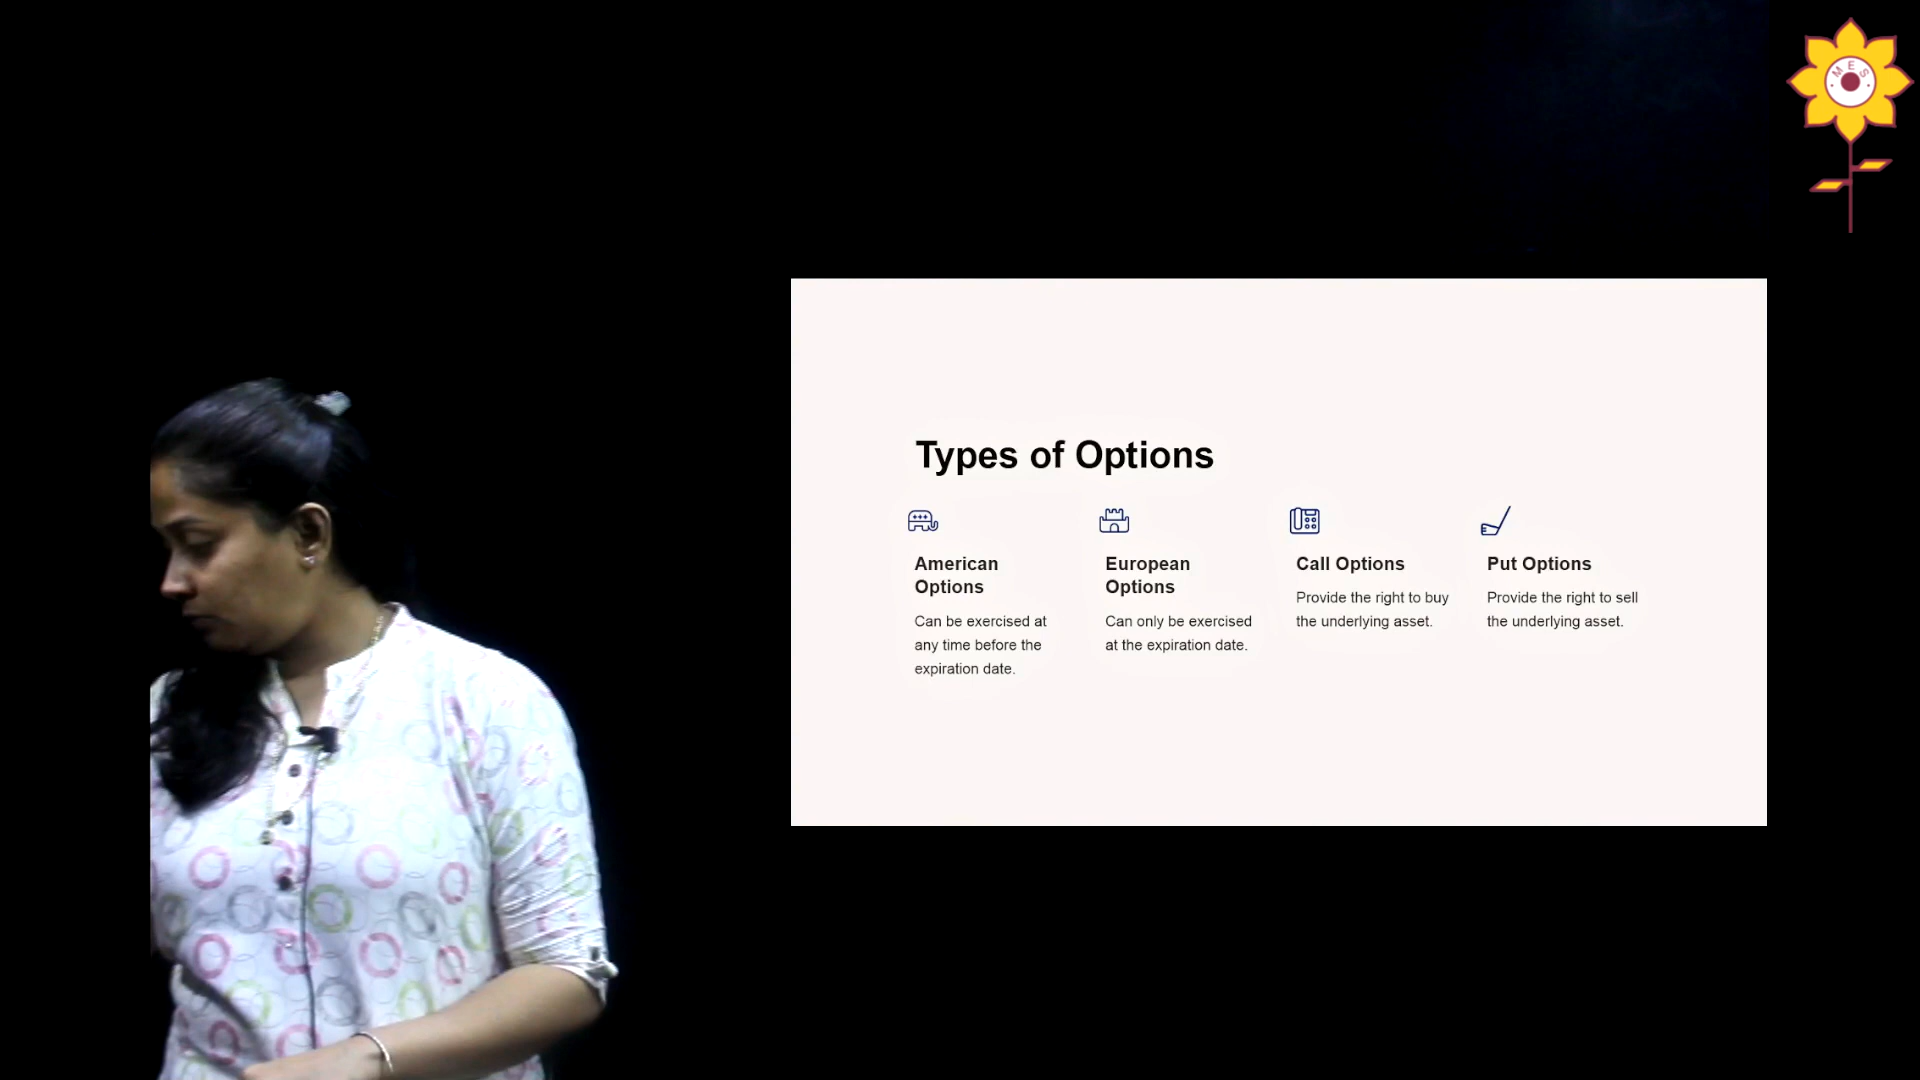 MES
Types of Options
American
Options
Can be exercised at
any time before the
expiration date.
European
Options
Can only be exercised
at the expiration date.
Call Options
Provide the right to buy
the underlying asset.
Put Options
Provide the right to sell
the underlying asset.